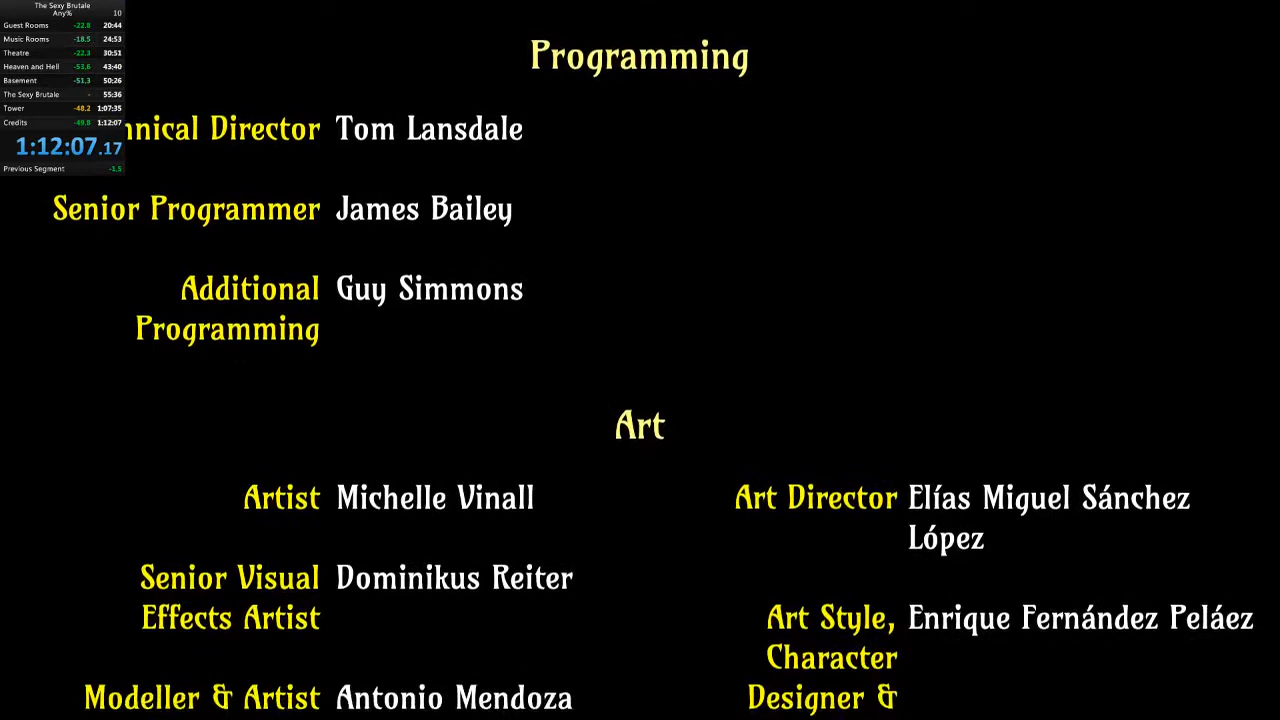 The Sexy Brutale
Any% 10
Guest Rooms -22.8 20:44
Music Rooms -18.5 24:53
Theatre -22.3 30:51
Heaven and Hell -53.6 43:40
Basement -51.3 50:26
The Sexy Brutale - 55:36
Tower -48.2 1:07:35
Credits -49.8 1:12:07
1:12:07.17
Previous Segment -1.5
Programming
nnical Director Tom Lansdale
Senior Programmer James Bailey
Additional Guy Simmons
Programming
Art
Artist Michelle Vinall
Senior Visual Dominikus Reiter
Effects Artist
Modeller & Artist Antonio Mendoza
Art Director Elías Miguel Sánchez
López
Art Style, Enrique Fernández Peláez
Character
Designer &